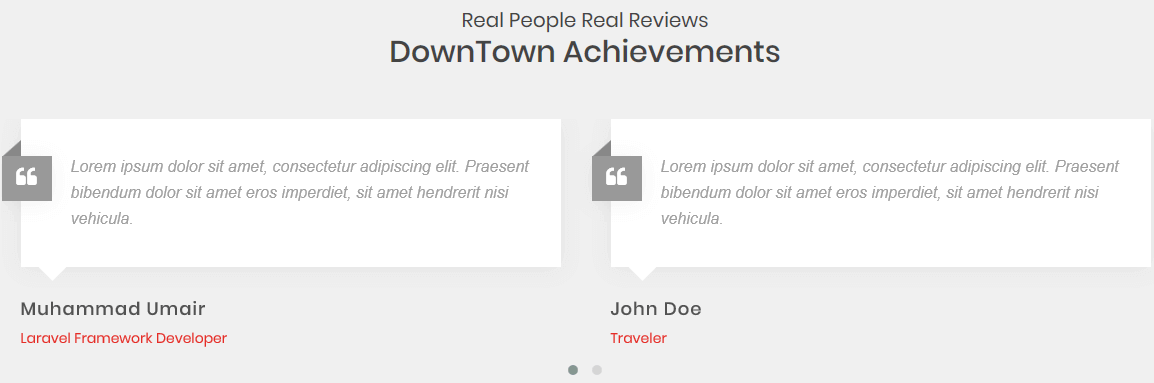 Real People Real Reviews
DownTown Achievements
Lorem ipsum dolor sit amet, consectetur adipiscing elit. Praesent
bibendum dolor sit amet eros imperdiet, sit amet hendrerit nisi
vehicula.
Muhammad Umair
Laravel Framework Developer
Lorem ipsum dolor sit amet, consectetur adipiscing elit. Praesent
bibendum dolor sit amet eros imperdiet, sit amet hendrerit nisi
vehicula.
John Doe
Traveler